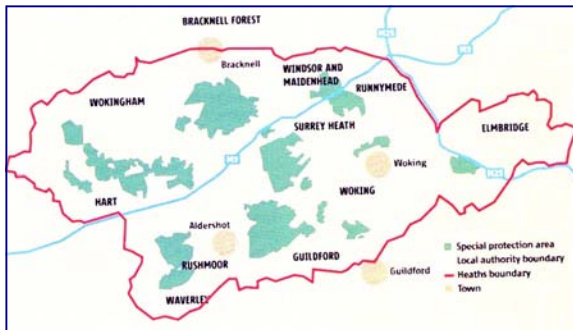 BRACKNELL FOREST
Bracknell
WINDSOR AND
MAIDENHEAD
RUNNYMEDE
WOKINGHAM
SURREY HEATH
ELMBRIDGE
M3
Woking
M25
HART
WOKING
Aldershot
RUSHMOOR
GUILDFORD
WAVERLEY
Guildford
Special protection area
Local authority boundary
Heaths boundary
Town